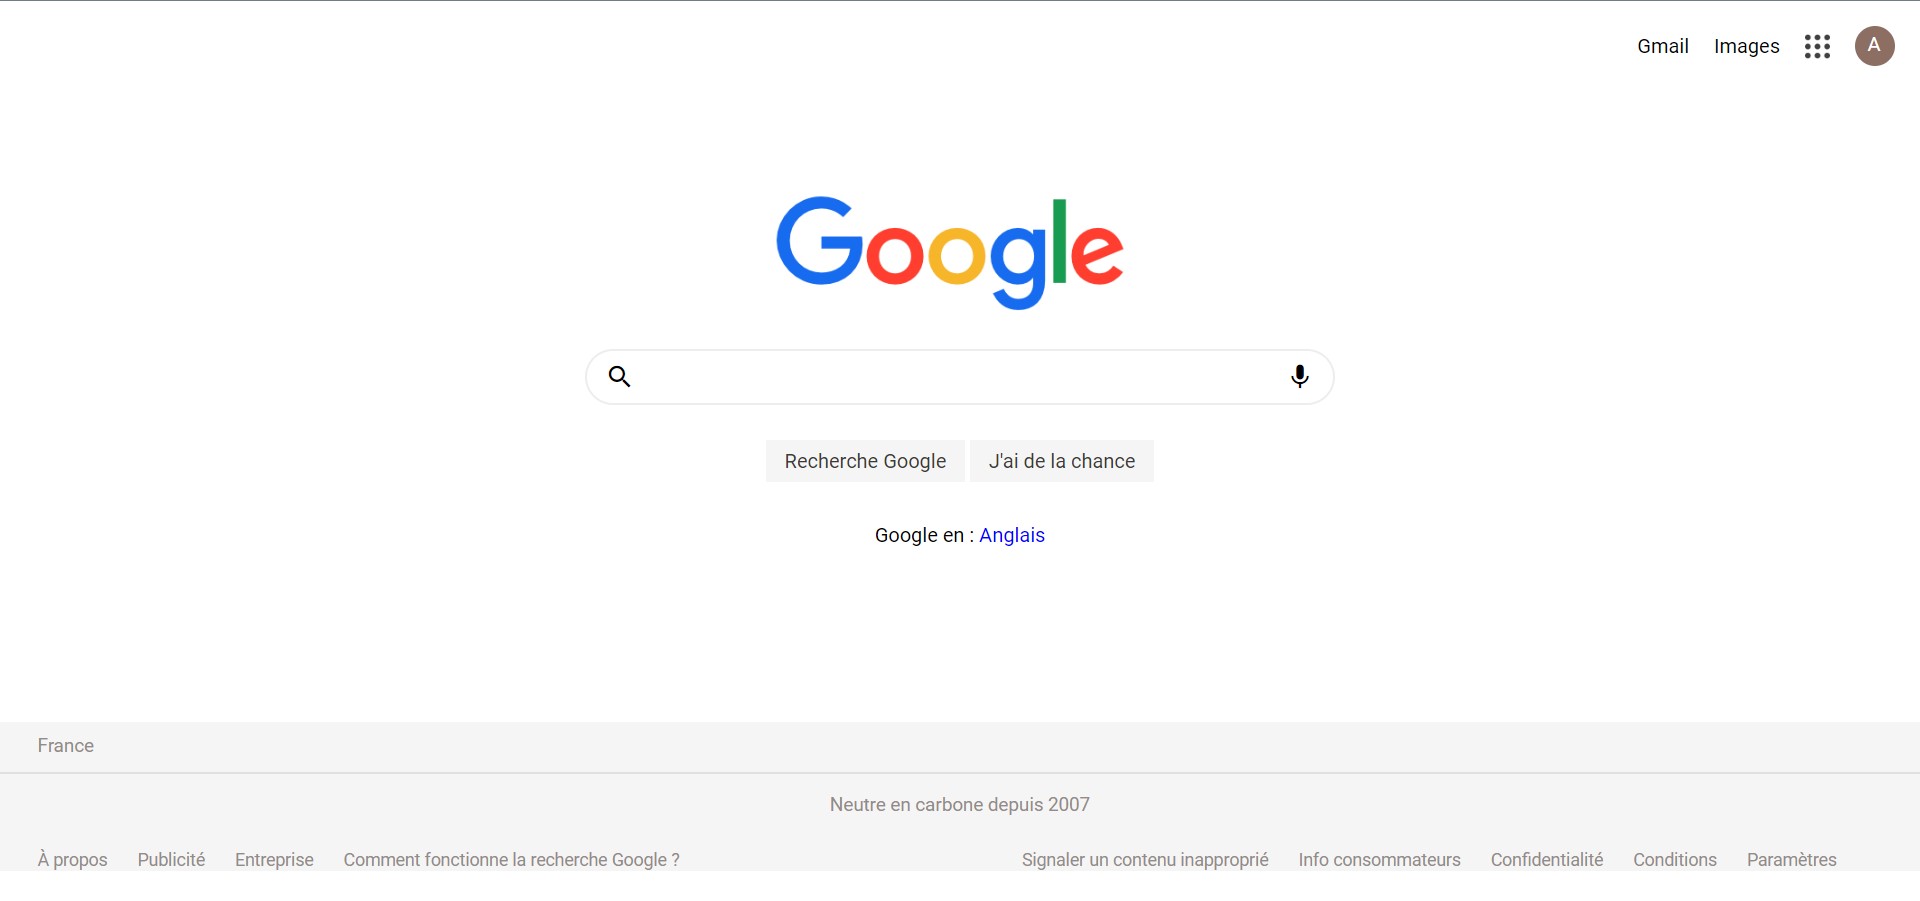 Gmail Images A
Google
Recherche Google J'ai de la chance
Google en : Anglais
France
Neutre en carbone depuis 2007
À propos Publicité Entreprise Comment fonctionne la recherche Google ? Signaler un contenu inapproprié Info consommateurs Confidentialité Conditions Paramètres